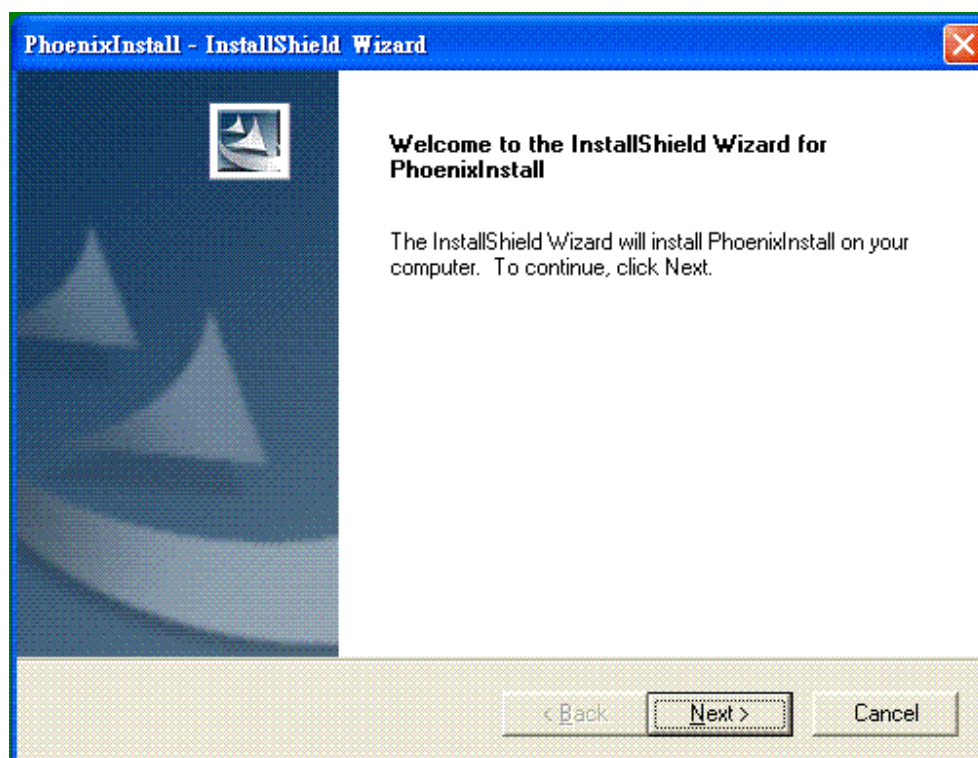 PhoenixInstall - InstallShield Wizard
Welcome to the InstallShield Wizard for
PhoenixInstall
The InstallShield Wizard will install PhoenixInstall on your
computer. To continue, click Next.
< Back
Next >
Cancel